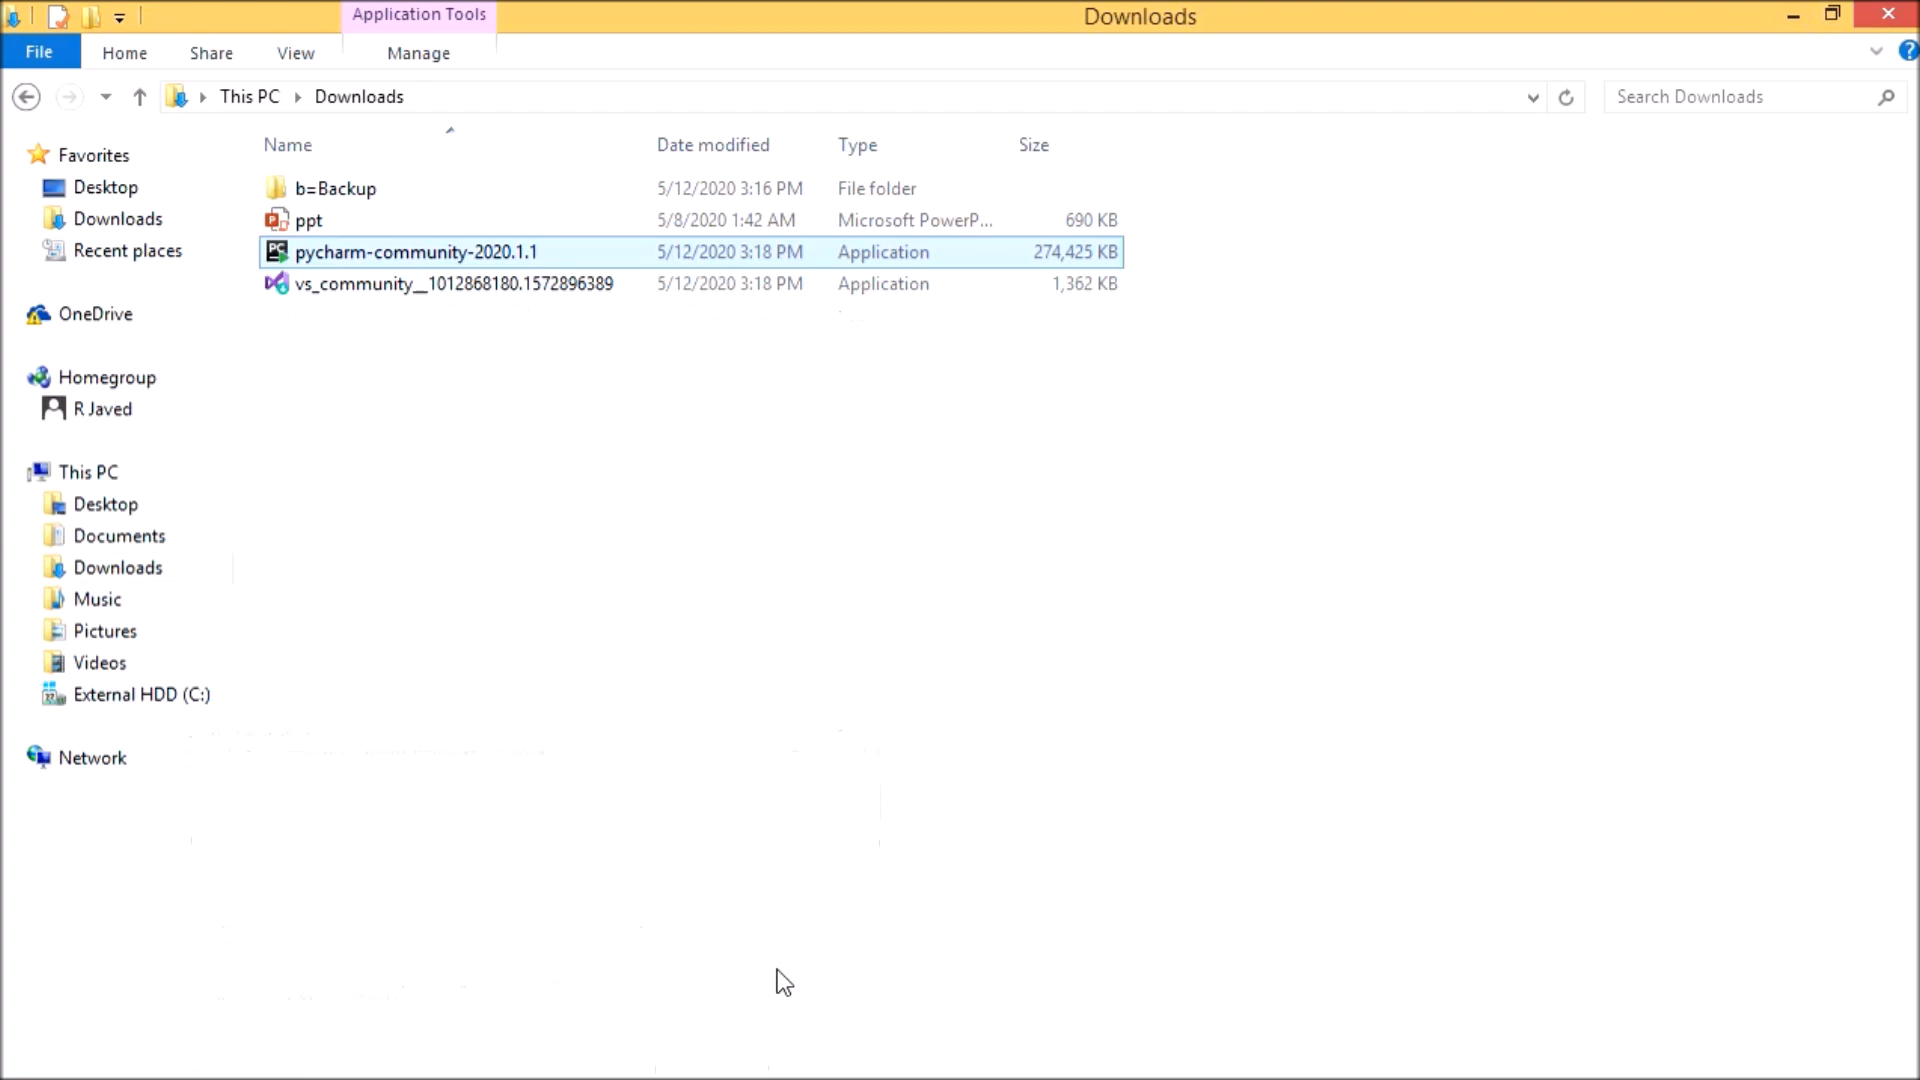 Application Tools
Downloads
File Home Share View Manage
This PC Downloads
Search Downloads
Name Date modified Type Size
b=Backup 5/12/2020 3:16 PM File folder
ppt 5/8/2020 1:42 AM Microsoft PowerP... 690 KB
pycharm-community-2020.1.1 5/12/2020 3:18 PM Application 274,425 KB
vs_community__1012868180.1572896389 5/12/2020 3:18 PM Application 1,362 KB
Favorites
Desktop
Downloads
Recent places
OneDrive
Homegroup
R Javed
This PC
Desktop
Documents
Downloads
Music
Pictures
Videos
External HDD (C:)
Network